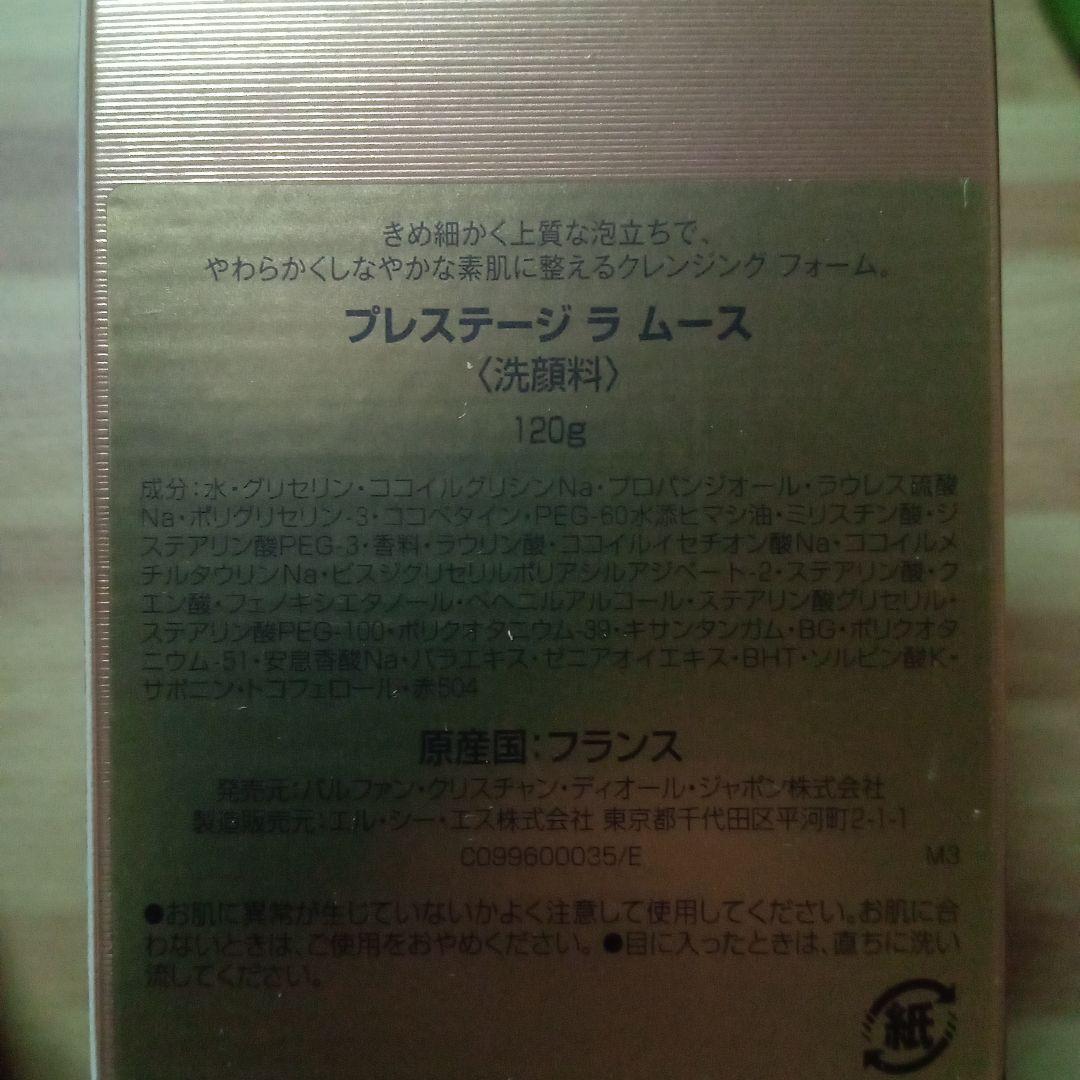 きめ細かく上質な泡立ちで、
やわらかくしなやかな素肌に整えるクレンジング フォーム。
プレステージ ラ ムース
〈洗顔料〉
120g
成分：水・グリセリン・ココイルグリシンNa・プロパンジオール・ラウレス硫酸
Na・ポリグリセリン-3・ココベタイン・PEG-60水添ヒマシ油・ミリスチン酸・ジ
ステアリン酸PEG-3・香料・ラウリン酸・ココイルイセチオン酸Na・ココイルメ
チルタウリンNa・ビスジグリセリルポリアシルアジペート-2・ステアリン酸・ク
エン酸・フェノキシエタノール・ベヘニルアルコール・ステアリン酸グリセリル・
ステアリン酸PEG-100・ポリクオタニウム-39・キサンタンガム・BG・ポリクオタ
ニウム-51・安息香酸Na・バラエキス・ゼニアオイエキス・BHT・ソルビン酸K・
サポニン・トコフェロール・赤504
原産国：フランス
発売元：パルファン・クリスチャン・ディオール・ジャポン株式会社
製造販売元：エル・シー・エス株式会社 東京都千代田区平河町2-1-1
C099600035/E M3
●お肌に異常が生じていないかよく注意して使用してください。お肌に合
わないときは、ご使用をおやめください。 ●目に入ったときは、直ちに洗い
流してください。
紙